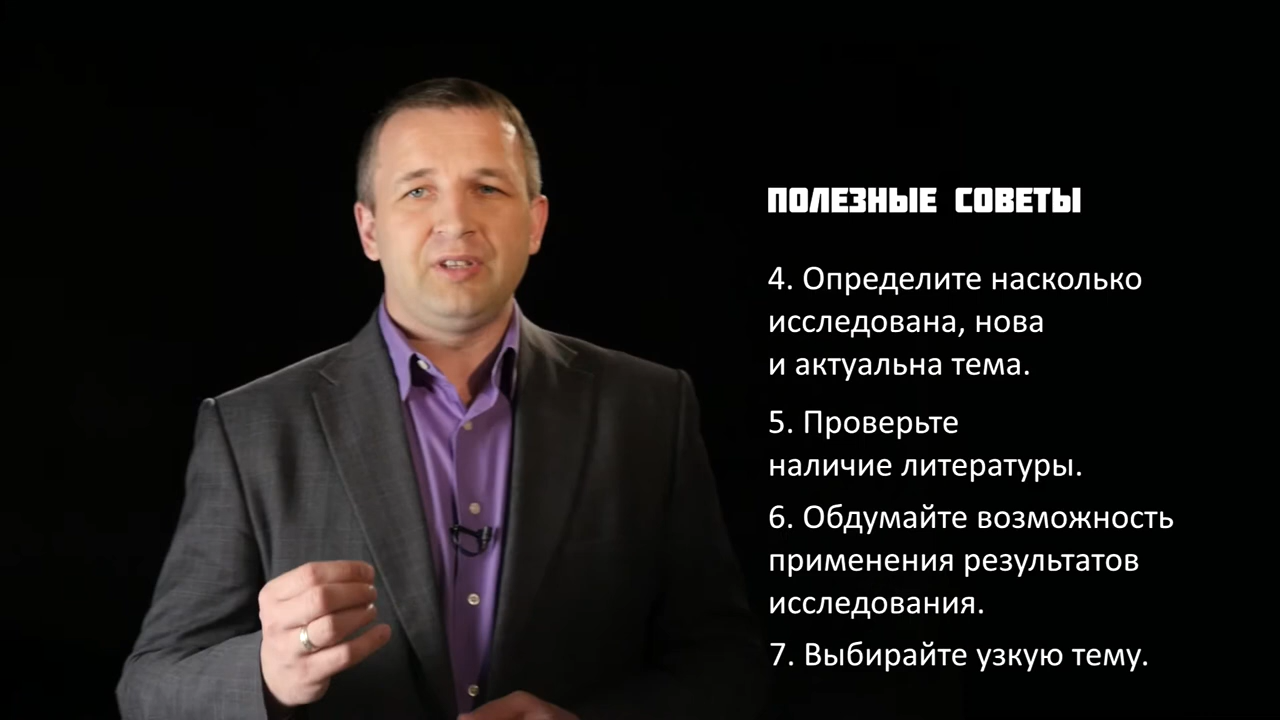 ПОЛЕЗНЫЕ СОВЕТЫ
4. Определите насколько
исследована, нова
и актуальна тема.
5. Проверьте
наличие литературы.
6. Обдумайте возможность
применения результатов
исследования.
7. Выбирайте узкую тему.